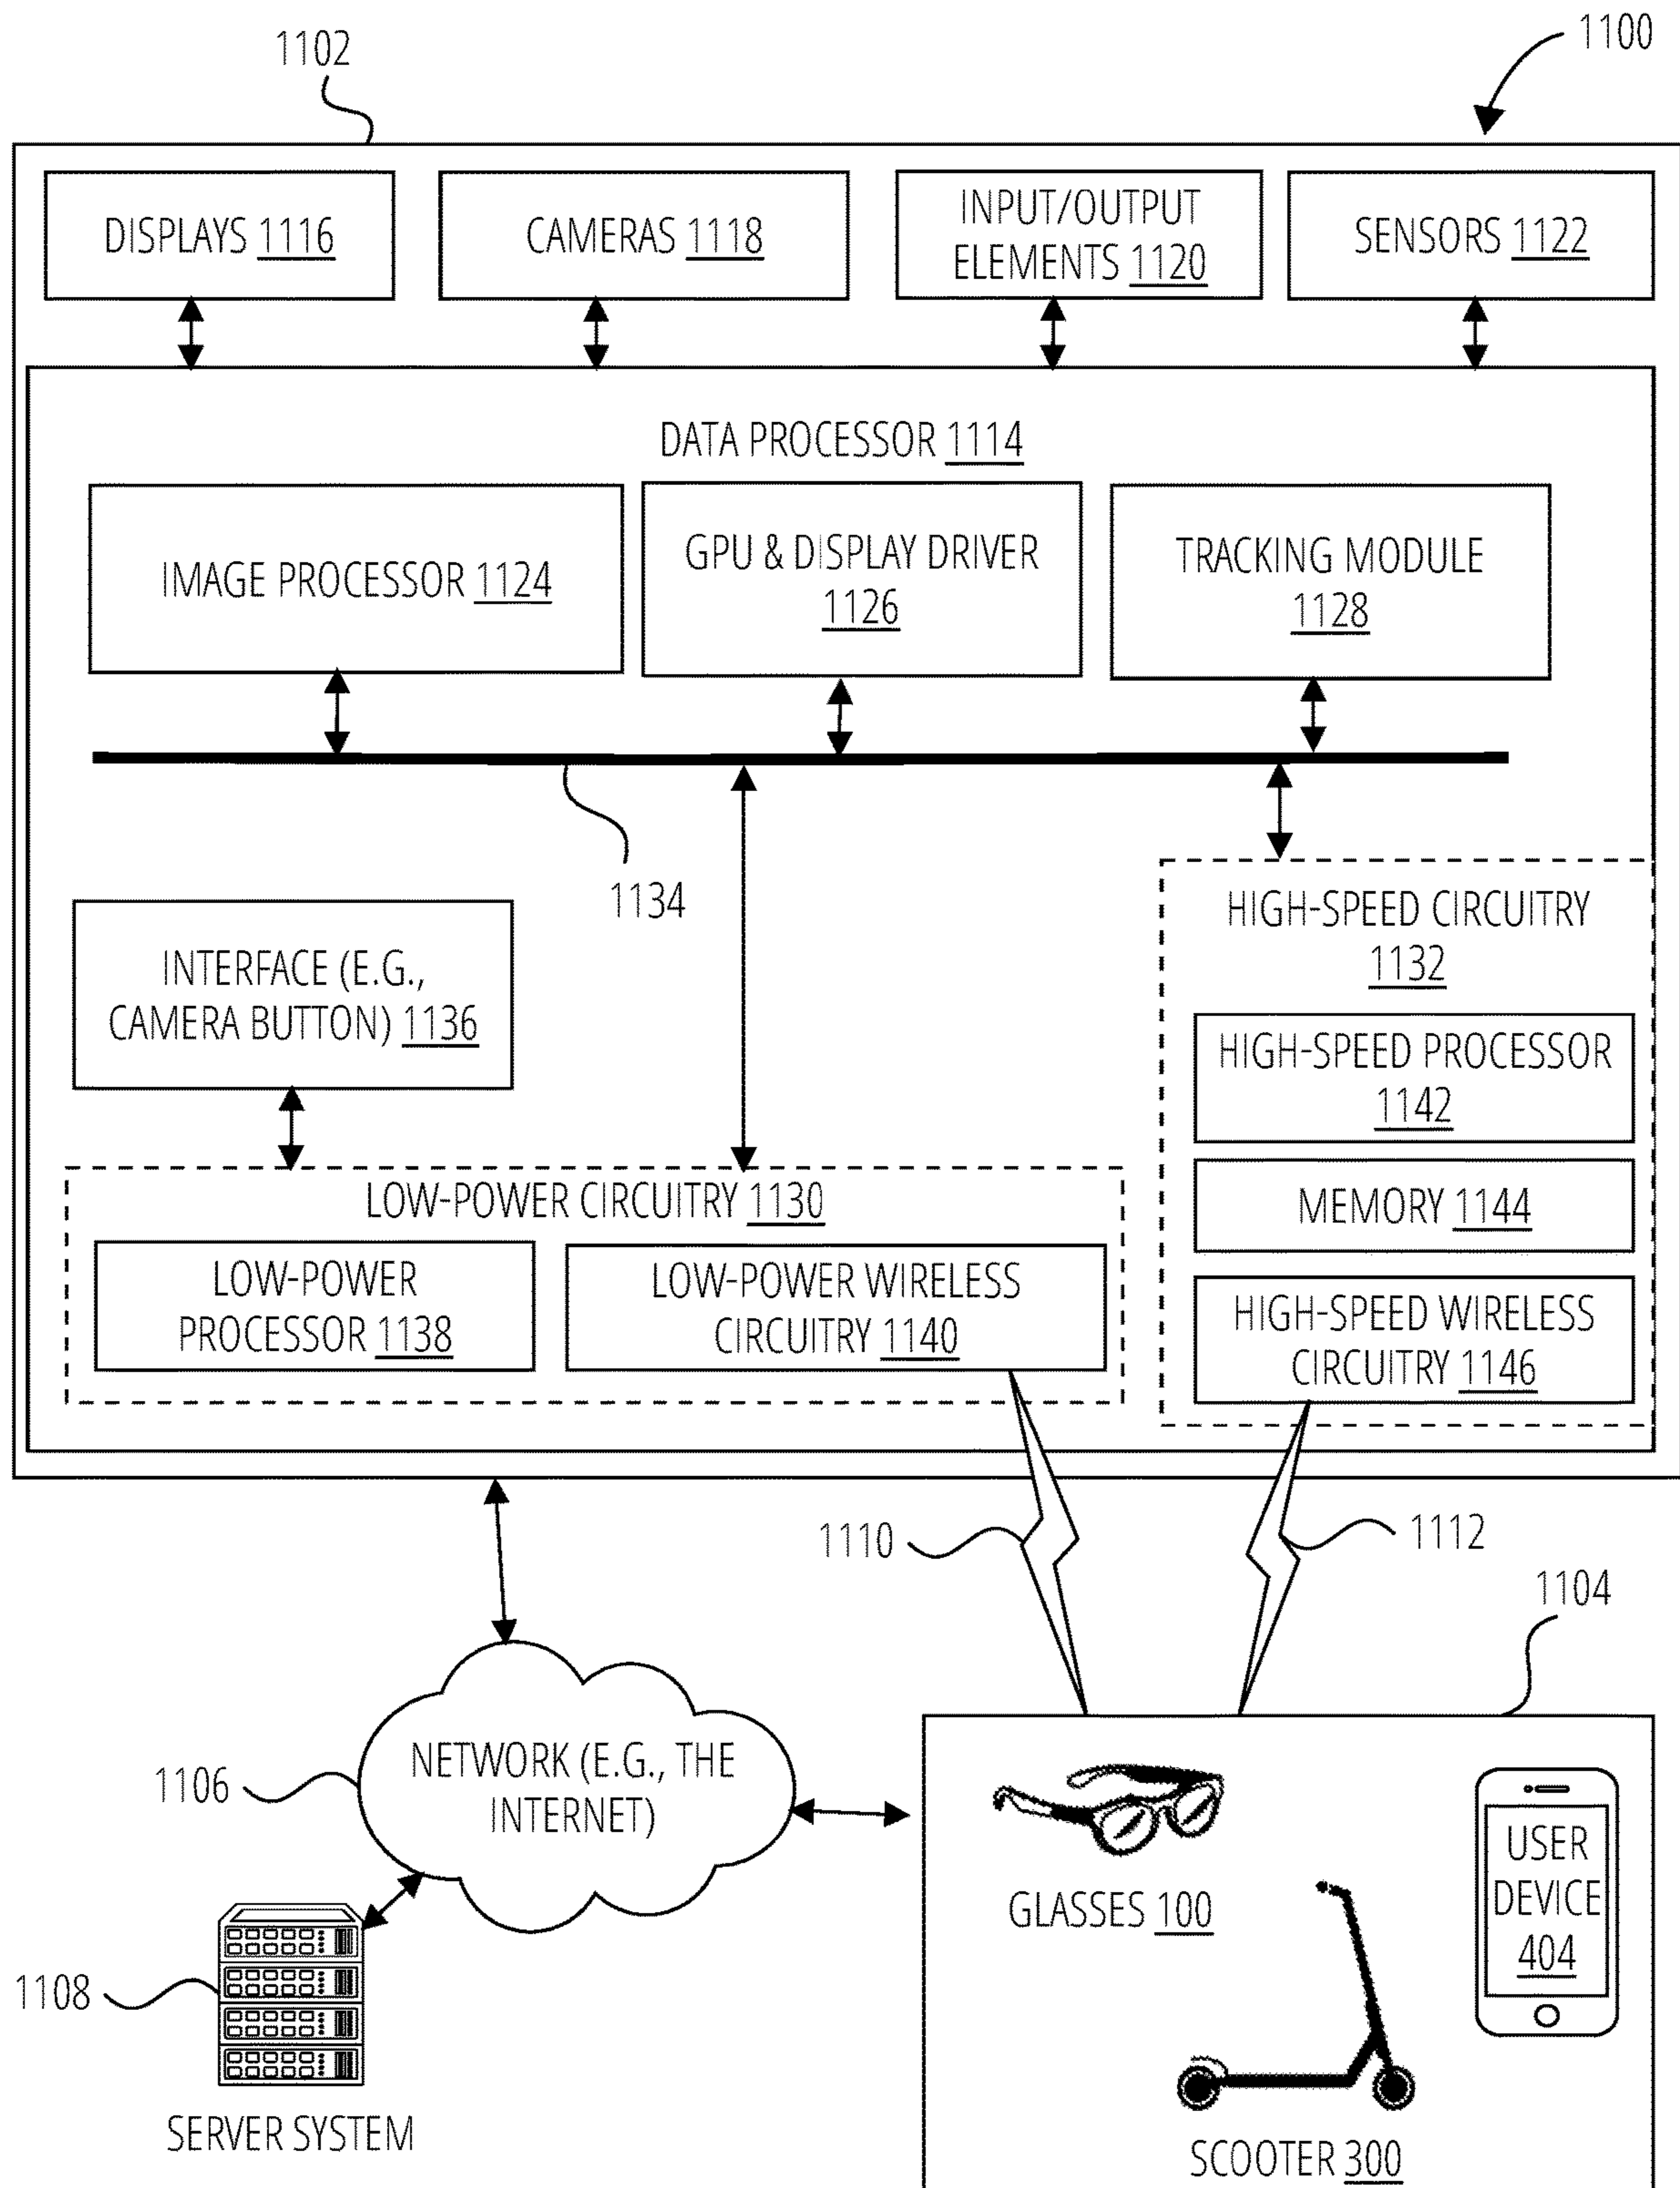 1102
1100
DISPLAYS 1116
CAMERAS 1118
INPUT/OUTPUT
ELEMENTS 1120
SENSORS 1122
DATA PROCESSOR 1114
IMAGE PROCESSOR 1124
GPU & DISPLAY DRIVER
1126
TRACKING MODULE
1128
1134
INTERFACE (E.G.,
CAMERA BUTTON) 1136
HIGH-SPEED CIRCUITRY
1132
HIGH-SPEED PROCESSOR
1142
MEMORY 1144
HIGH-SPEED WIRELESS
CIRCUITRY 1146
LOW-POWER CIRCUITRY 1130
LOW-POWER
PROCESSOR 1138
LOW-POWER WIRELESS
CIRCUITRY 1140
1110
1112
1104
1106
NETWORK (E.G., THE
INTERNET)
GLASSES 100
USER
DEVICE
404
1108
SERVER SYSTEM
SCOOTER 300